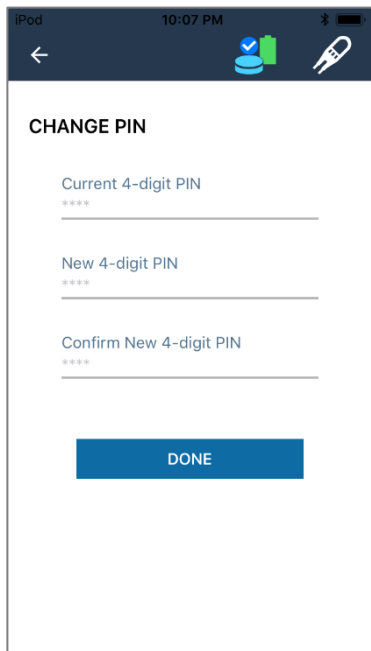 iPod 10:07 PM
CHANGE PIN
Current 4-digit PIN
****
New 4-digit PIN
****
Confirm New 4-digit PIN
****
DONE